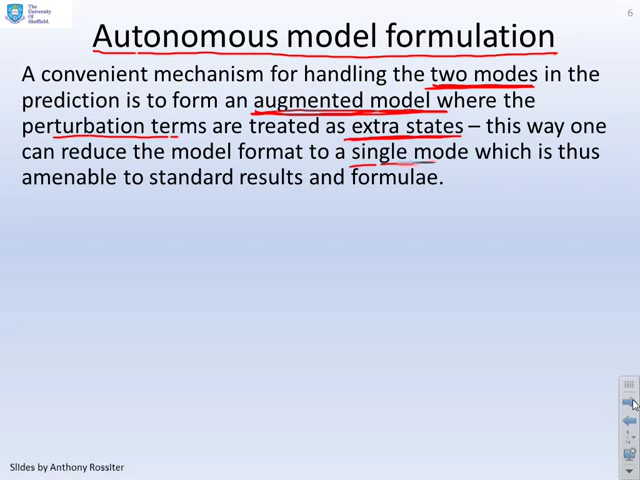 The
University
Of
Sheffield.
6
Autonomous model formulation
A convenient mechanism for handling the two modes in the
prediction is to form an augmented model where the
perturbation terms are treated as extra states – this way one
can reduce the model format to a single mode which is thus
amenable to standard results and formulae.
Slides by Anthony Rossiter